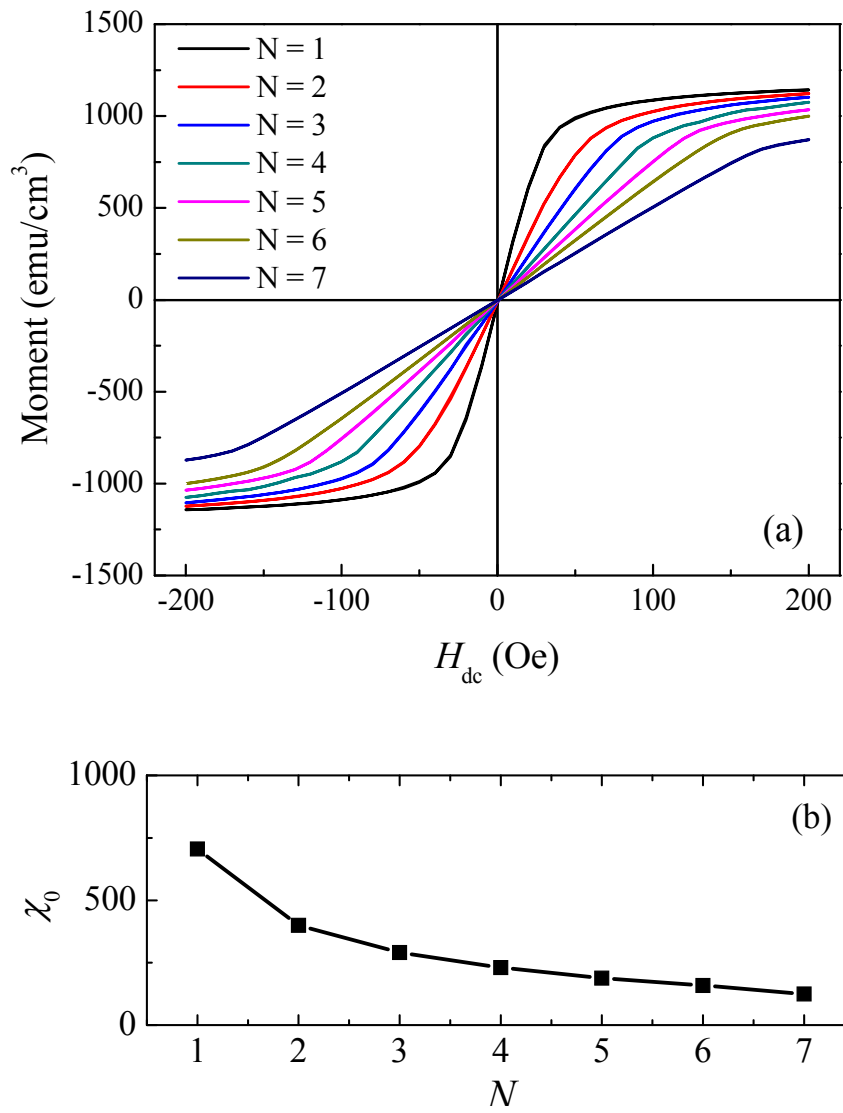 1500
1000
500
0
-500
-1000
-1500
Moment (emu/cm³)
N = 1
N = 2
N = 3
N = 4
N = 5
N = 6
N = 7
(a)
-200 -100 0 100 200
H_dc (Oe)
1000
500
0
χ₀
(b)
1 2 3 4 5 6 7
N